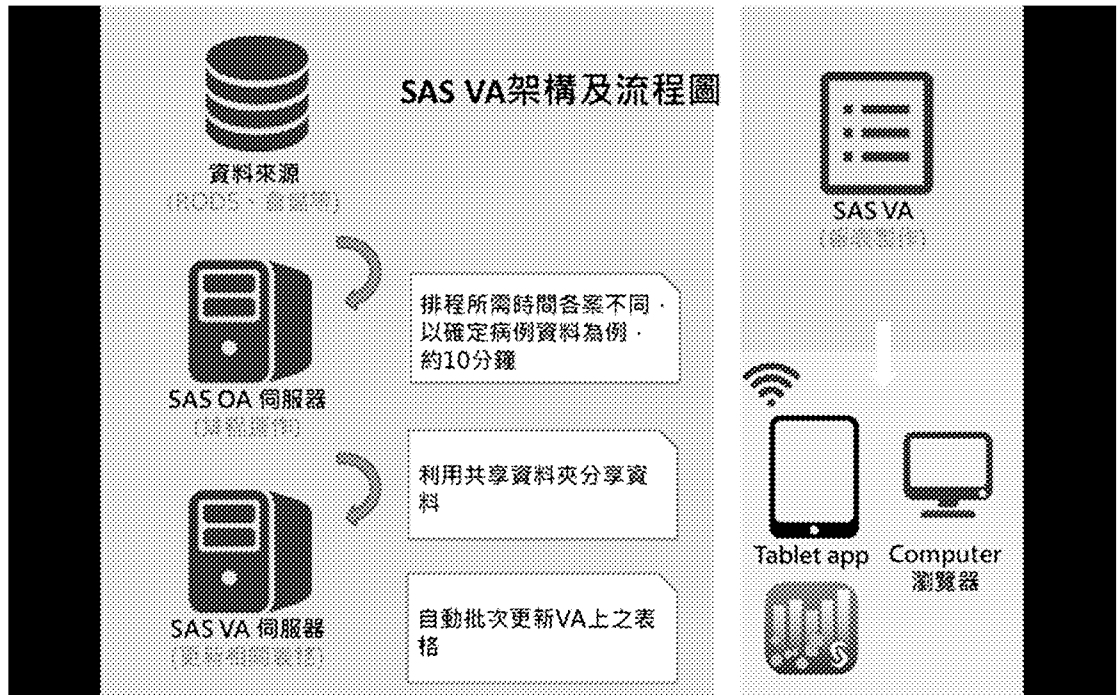 SAS VA架構及流程圖
資料來源
SAS OA 伺服器
排程所需時間各案不同，
以確定病例資料為例，
約10分鐘
利用共享資料夾分享資
料
SAS VA 伺服器
自動批次更新VA上之表
格
SAS VA
Tablet app
Computer
瀏覽器